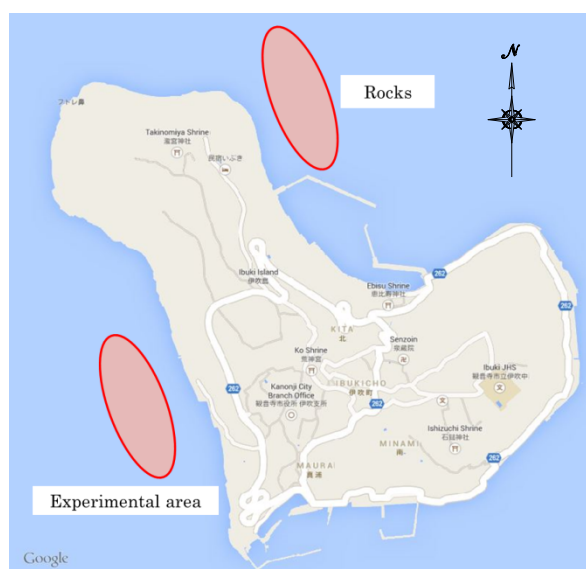 N
Rocks
Takinomiya Shrine
高宮神社
民宿いぶき
Ibuki Island
伊吹島
262
Ebisu Shrine
恵比寿神社
KITA
北
Senzoin
泉蔵院
Ko Shrine
荒神宮
Ibuki JHS
観音寺市立伊吹中
262
262
IBUKICHO
伊吹町
Kanonji City
Branch Office
観音寺市役所 伊吹支所
262
Ishizuchi Shrine
石鎚神社
MINAMI
南
262
MAURA
真浦
Experimental area
Google